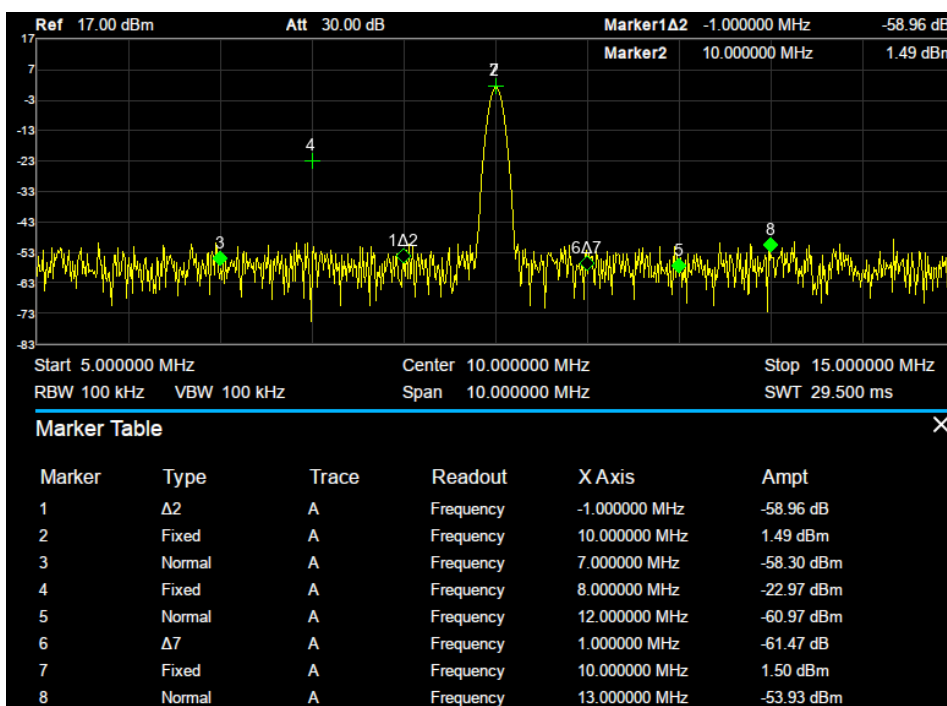 Ref 17.00 dBm Att 30.00 dB Marker1Δ2 -1.000000 MHz -58.96 dB
17 Marker2 10.000000 MHz 1.49 dBm
7
-3
-13
-23
-33
-43
-53
-63
-73
-83
4
3
1Δ2
6Δ7
5
8
Start 5.000000 MHz Center 10.000000 MHz Stop 15.000000 MHz
RBW 100 kHz VBW 100 kHz Span 10.000000 MHz SWT 29.500 ms
Marker Table
Marker Type Trace Readout X Axis Ampt
1 Δ2 A Frequency -1.000000 MHz -58.96 dB
2 Fixed A Frequency 10.000000 MHz 1.49 dBm
3 Normal A Frequency 7.000000 MHz -58.30 dBm
4 Fixed A Frequency 8.000000 MHz -22.97 dBm
5 Normal A Frequency 12.000000 MHz -60.97 dBm
6 Δ7 A Frequency 1.000000 MHz -61.47 dB
7 Fixed A Frequency 10.000000 MHz 1.50 dBm
8 Normal A Frequency 13.000000 MHz -53.93 dBm